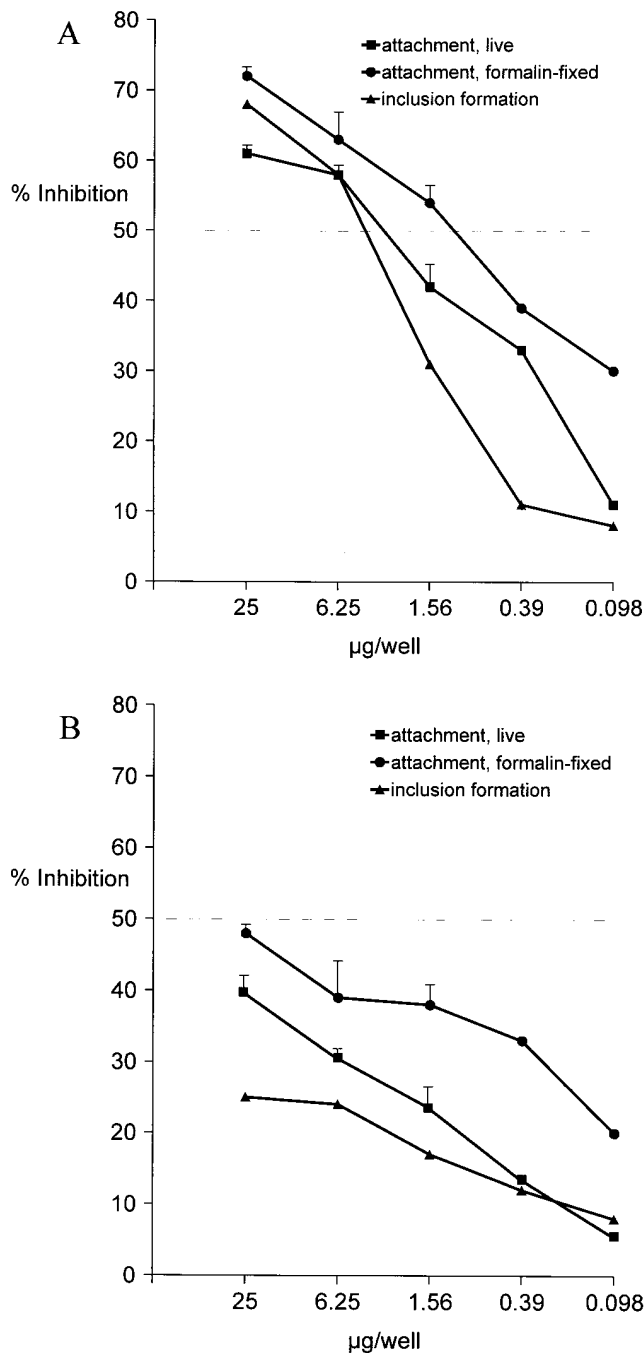 A
attachment, live
attachment, formalin-fixed
inclusion formation
80
70
60
% Inhibition
50
40
30
20
10
0
25 6.25 1.56 0.39 0.098
µg/well
B
attachment, live
attachment, formalin-fixed
inclusion formation
80
70
60
% Inhibition
50
40
30
20
10
0
25 6.25 1.56 0.39 0.098
µg/well